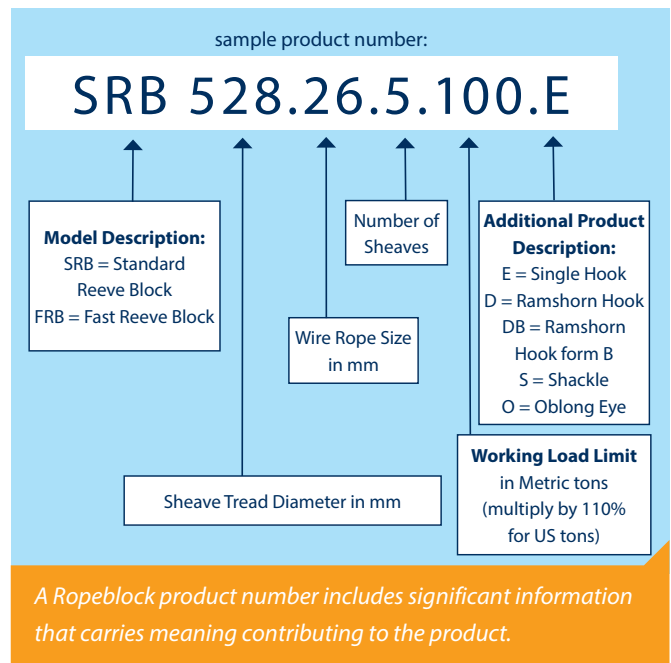 sample product number:
SRB 528.26.5.100.E
Model Description:
SRB = Standard
Reeve Block
FRB = Fast Reeve Block
Sheave Tread Diameter in mm
Wire Rope Size
in mm
Number of
Sheaves
Working Load Limit
in Metric tons
(multiply by 110%
for US tons)
Additional Product
Description:
E = Single Hook
D = Ramshorn Hook
DB = Ramshorn
Hook form B
S = Shackle
O = Oblong Eye
A Ropeblock product number includes significant information
that carries meaning contributing to the product.